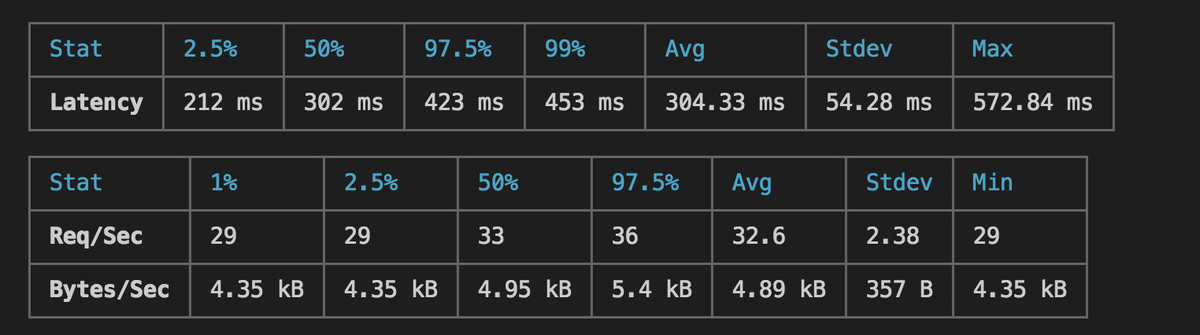 Stat 2.5% 50% 97.5% 99% Avg Stdev Max
Latency 212 ms 302 ms 423 ms 453 ms 304.33 ms 54.28 ms 572.84 ms
Stat 1% 2.5% 50% 97.5% Avg Stdev Min
Req/Sec 29 29 33 36 32.6 2.38 29
Bytes/Sec 4.35 kB 4.35 kB 4.95 kB 5.4 kB 4.89 kB 357 B 4.35 kB